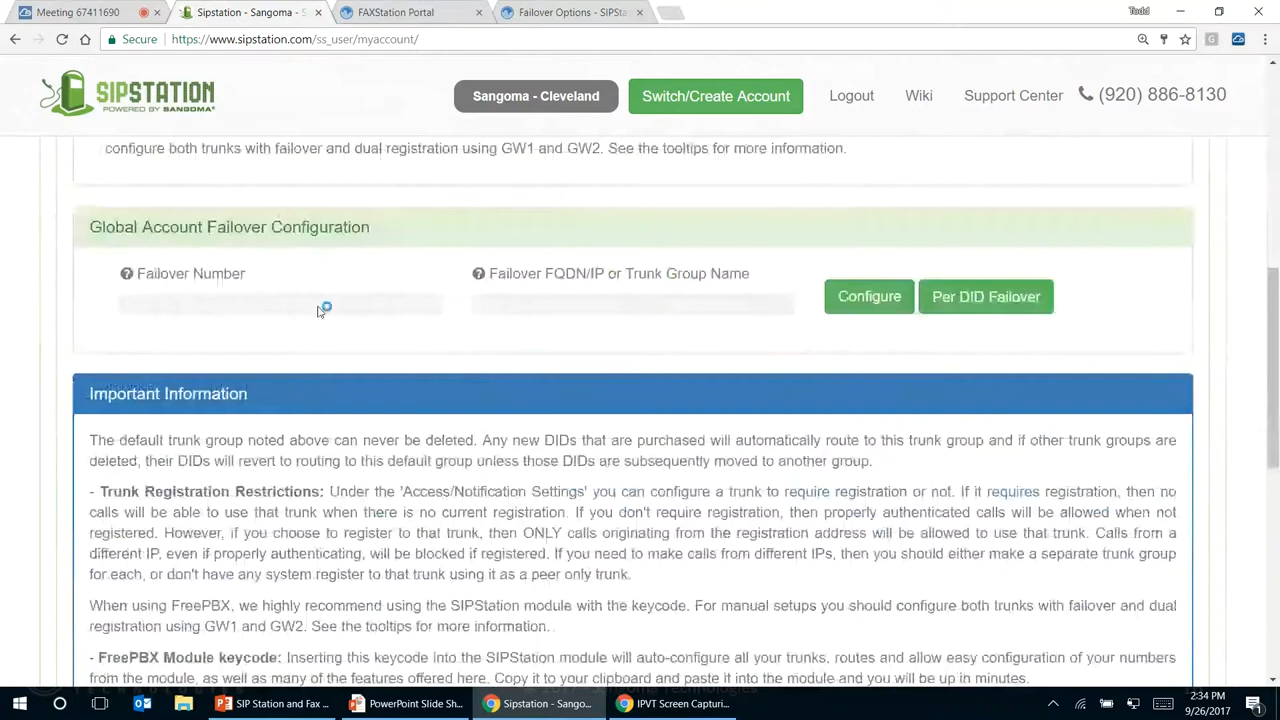 Meeting 67411690
Sipstation - Sangoma - S
FAXStation Portal
Failover Options - SIPSta
Todd
Secure
https://www.sipstation.com/ss_user/myaccount/
SIPSTATION
POWERED BY SANGOMA
Sangoma - Cleveland
Switch/Create Account
Logout
Wiki
Support Center
(920) 886-8130
configure both trunks with failover and dual registration using GW1 and GW2. See the tooltips for more information.
Global Account Failover Configuration
Failover Number
Failover FQDN/IP or Trunk Group Name
Configure
Per DID Failover
Important Information
The default trunk group noted above can never be deleted. Any new DIDs that are purchased will automatically route to this trunk group and if other trunk groups are
deleted, their DIDs will revert to routing to this default group unless those DIDs are subsequently moved to another group.
- Trunk Registration Restrictions: Under the 'Access/Notification Settings' you can configure a trunk to require registration or not. If it requires registration, then no
calls will be able to use that trunk when there is no current registration. If you don't require registration, then properly authenticated calls will be allowed when not
registered. However, if you choose to register to that trunk, then ONLY calls originating from the registration address will be allowed to use that trunk. Calls from a
different IP, even if properly authenticating, will be blocked if registered. If you need to make calls from different IPs, then you should either make a separate trunk group
for each, or don't have any system register to that trunk using it as a peer only trunk.
When using FreePBX, we highly recommend using the SIPStation module with the keycode. For manual setups you should configure both trunks with failover and dual
registration using GW1 and GW2. See the tooltips for more information.
- FreePBX Module keycode: Inserting this keycode into the SIPStation module will auto-configure all your trunks, routes and allow easy configuration of your numbers
from the module, as well as many of the features offered here. Copy it to your clipboard and paste it into the module and you will be up in minutes.
SIP Station and Fax ...
PowerPoint Slide Sh...
Sipstation - Sango...
IPVT Screen Capturi...
2:34 PM
9/26/2017